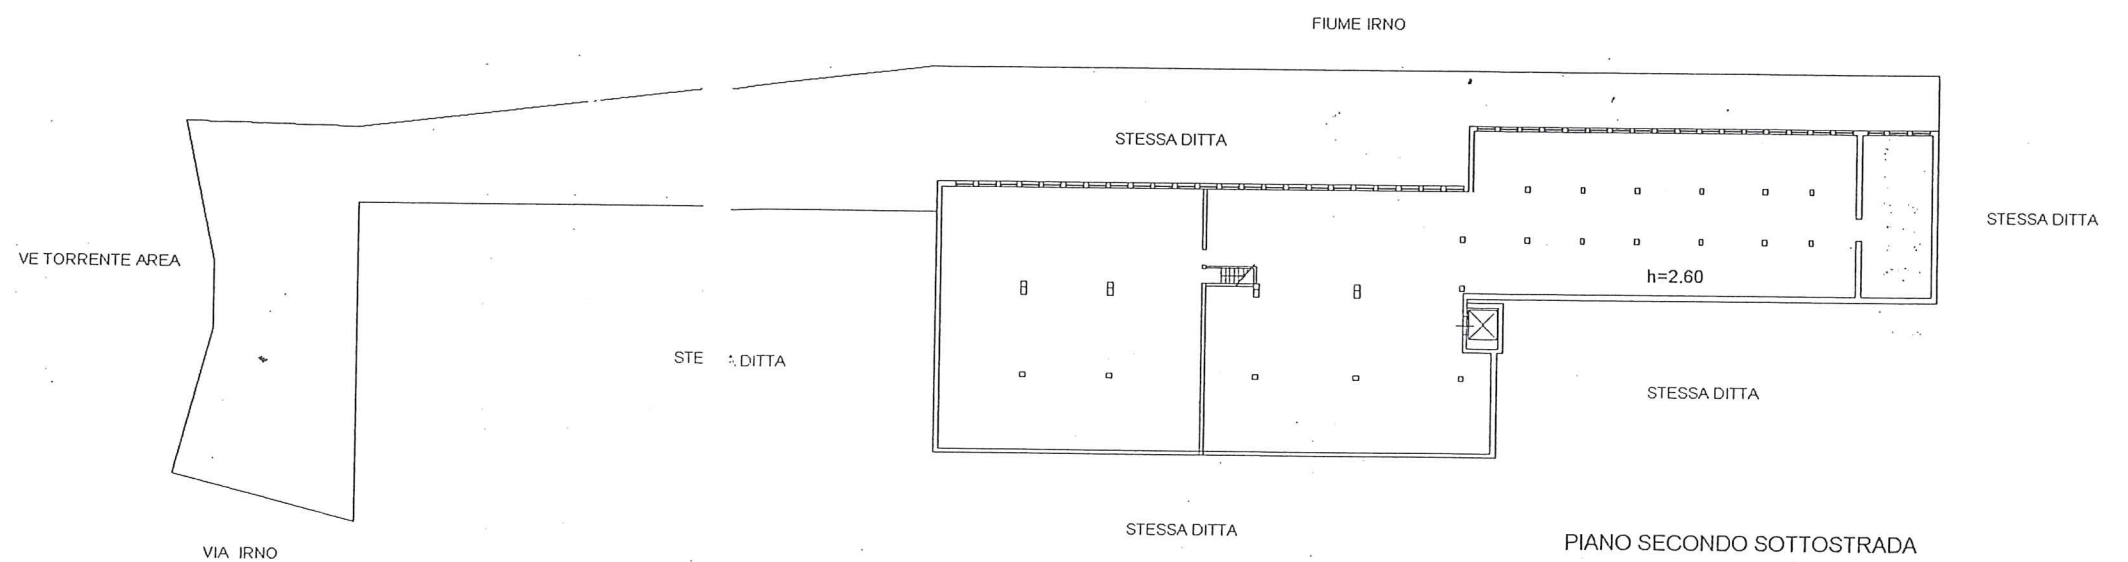 FIUME IRNO
STESSA DITTA
STESSA DITTA
VE TORRENTE AREA
h=2.60
STE A DITTA
STESSA DITTA
STESSA DITTA
PIANO SECONDO SOTTOSTRADA
VIA IRNO